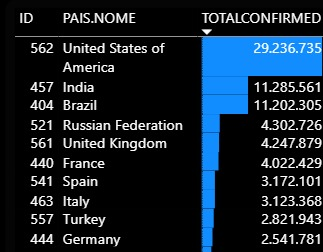 ID PAIS.NOME TOTALCONFIRMED
562 United States of 29.236.735
America
457 India 11.285.561
404 Brazil 11.202.305
521 Russian Federation 4.302.726
561 United Kingdom 4.247.879
440 France 4.022.429
541 Spain 3.172.101
463 Italy 3.123.368
557 Turkey 2.821.943
444 Germany 2.541.781